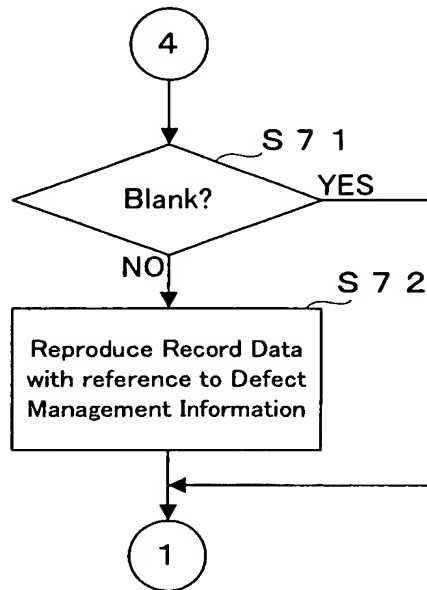 4
S 7 1
Blank?
YES
NO
S 7 2
Reproduce Record Data
with reference to Defect
Management Information
1